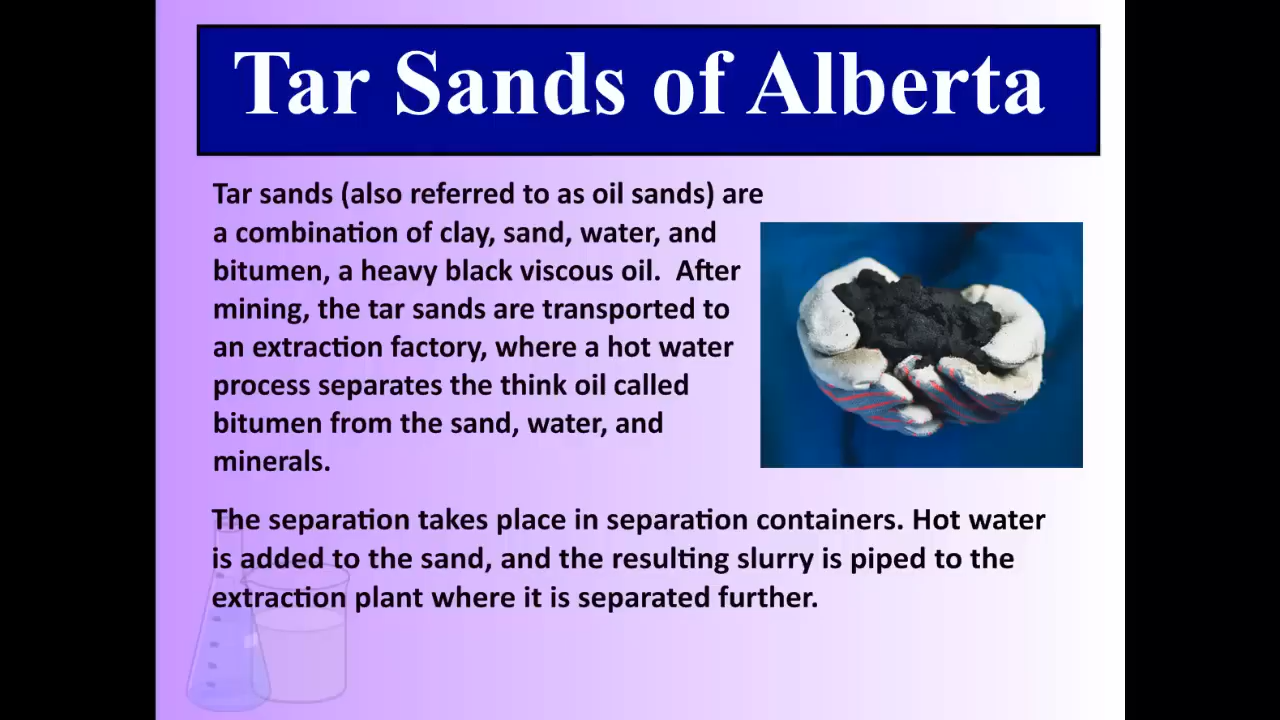 Tar Sands of Alberta
Tar sands (also referred to as oil sands) are
a combination of clay, sand, water, and
bitumen, a heavy black viscous oil. After
mining, the tar sands are transported to
an extraction factory, where a hot water
process separates the think oil called
bitumen from the sand, water, and
minerals.
The separation takes place in separation containers. Hot water
is added to the sand, and the resulting slurry is piped to the
extraction plant where it is separated further.